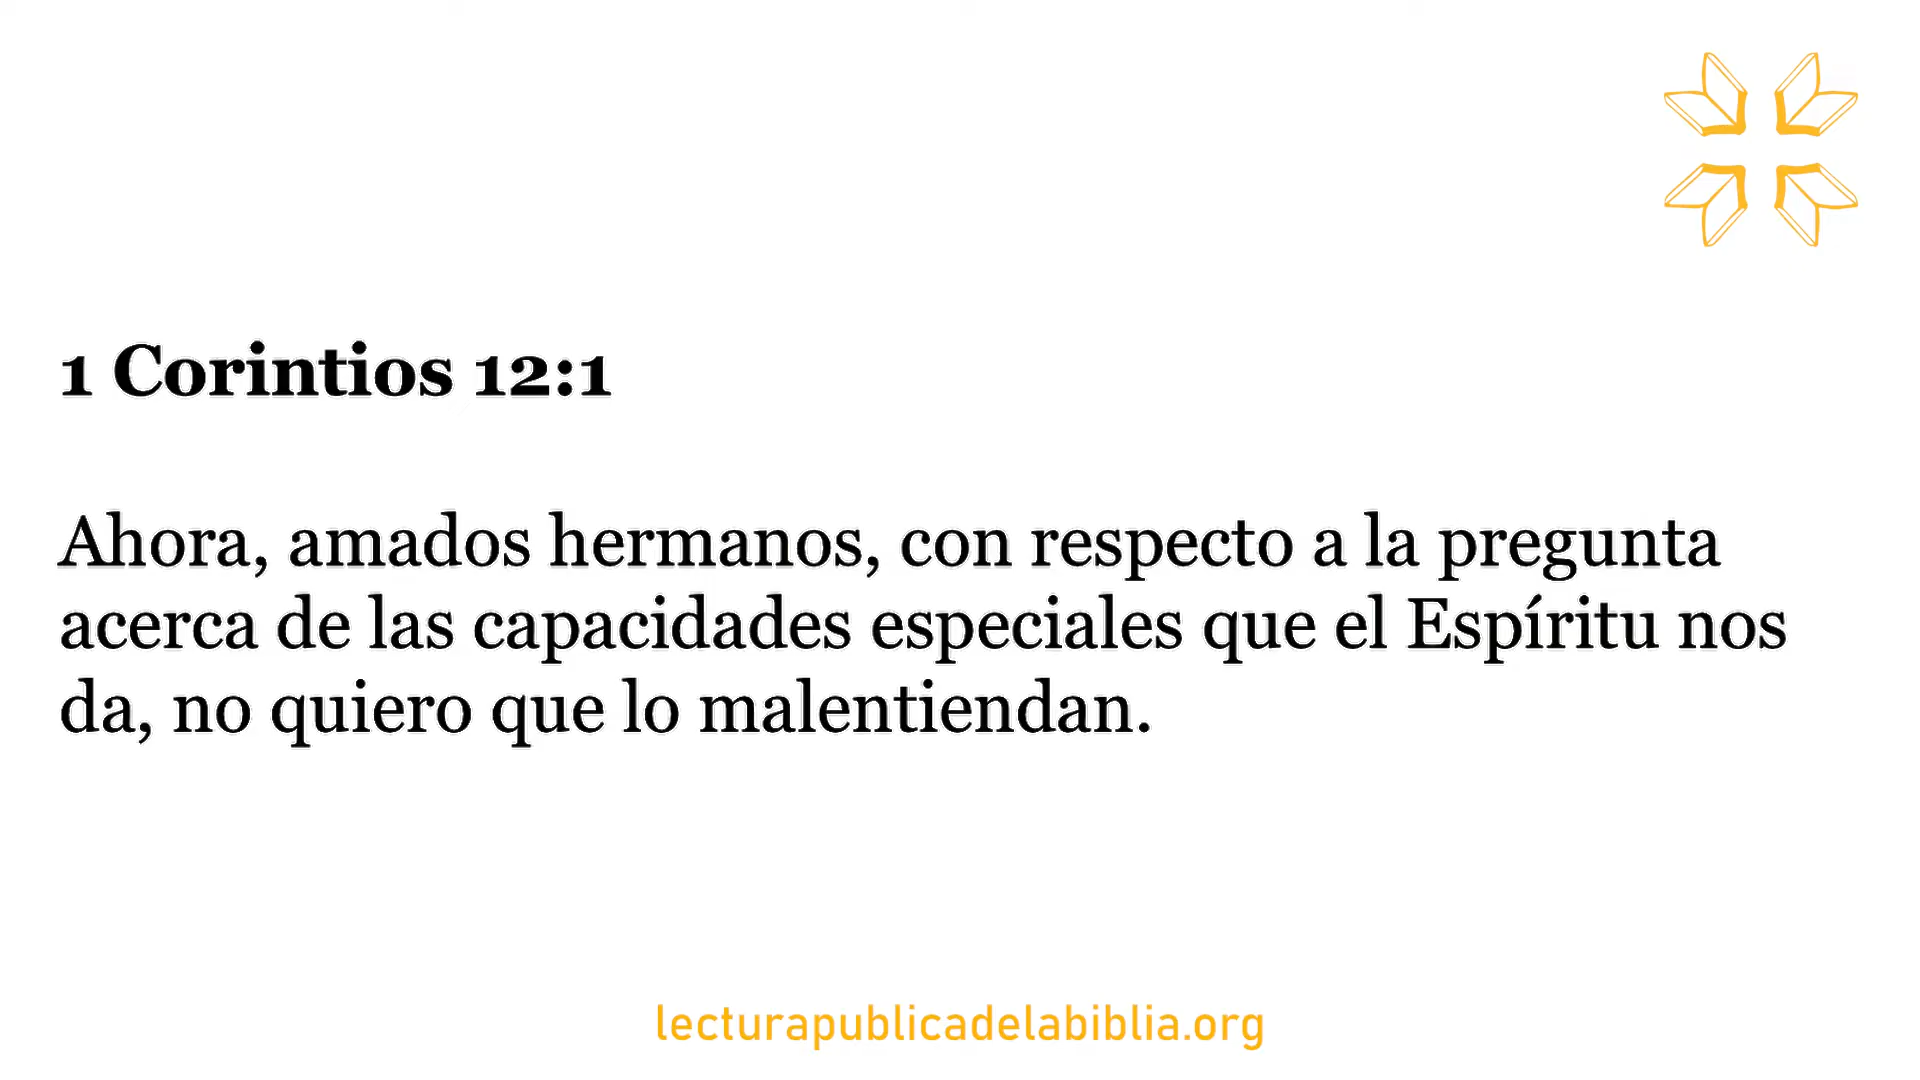 1 Corintios 12:1
Ahora, amados hermanos, con respecto a la pregunta
acerca de las capacidades especiales que el Espíritu nos
da, no quiero que lo malentiendan.
lecturapublicadelabiblia.org